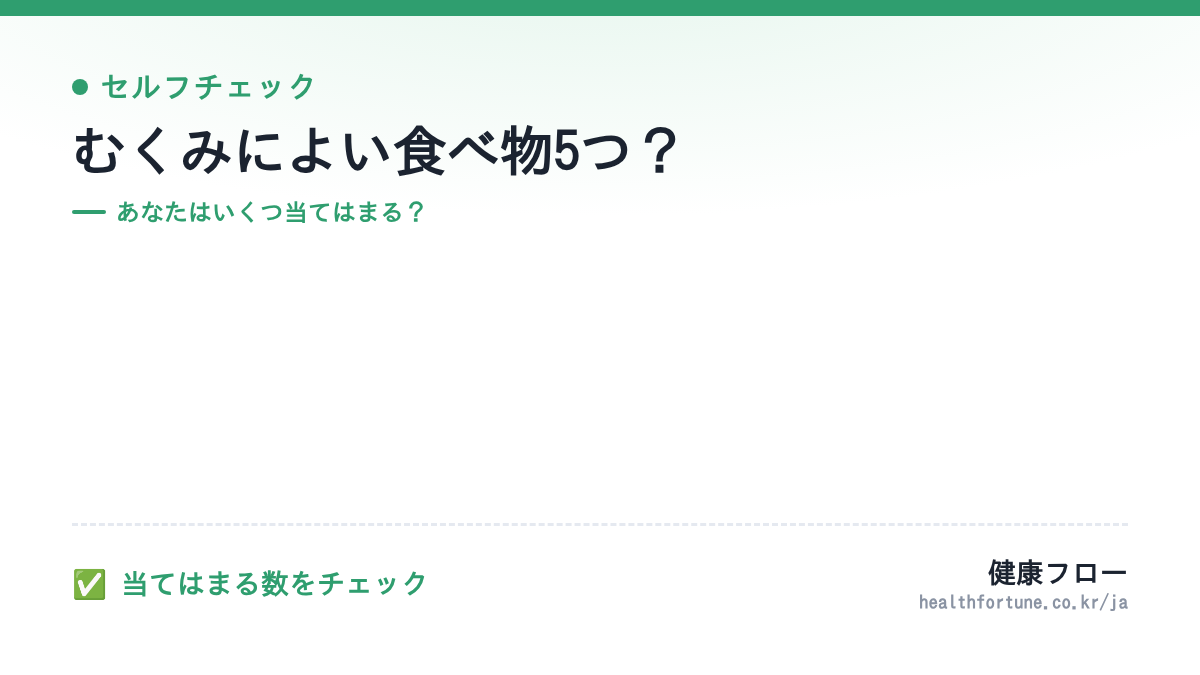 セルフチェック
むくみによい食べ物5つ？
あなたはいくつ当てはまる？
✅ 当てはまる数をチェック
健康フロー
healthfortune.co.kr/ja